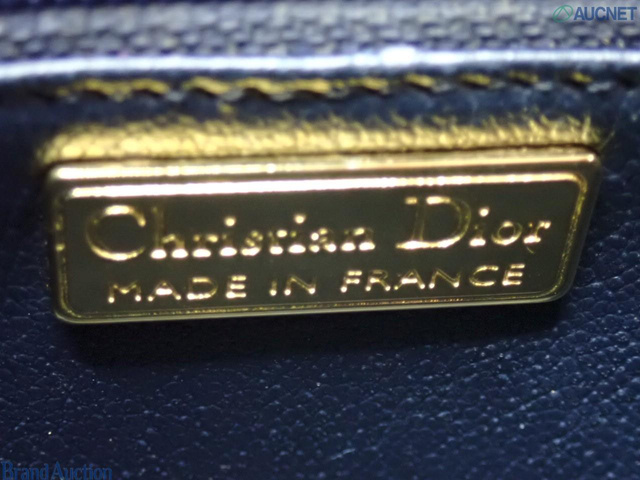 AUCNET
Christian Dior
MADE IN FRANCE
Brand Auction